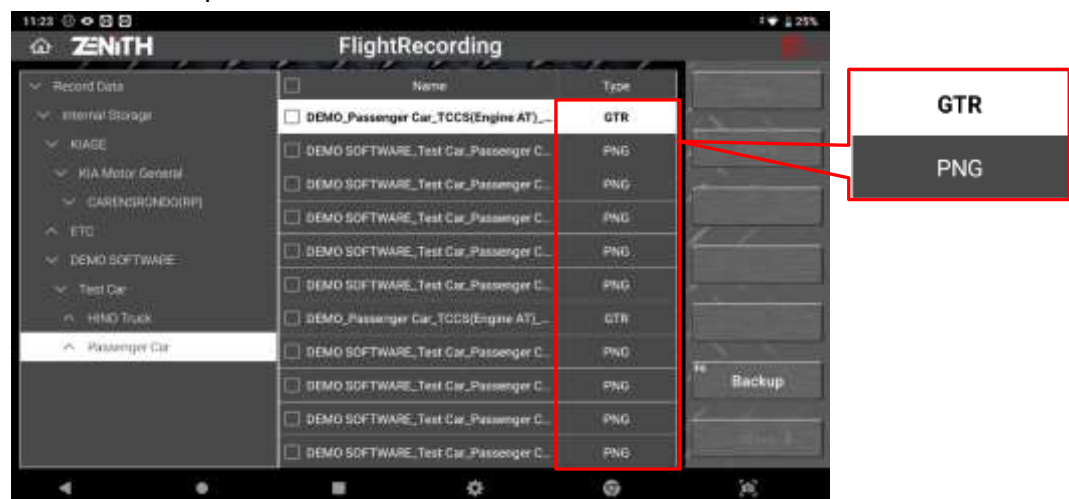 11:23
25%
ZENITH
FlightRecording
Record Data
Internal Storage
KIAGE
KIA Motor General
CARENSRONDO(RP)
ETC
DEMO SOFTWARE
Test Car
HINO Truck
Passenger Car
Name Type
DEMO_Passenger Car_TCCS(Engine AT)_... GTR
DEMO SOFTWARE_Test Car_Passenger C... PNG
DEMO SOFTWARE_Test Car_Passenger C... PNG
DEMO SOFTWARE_Test Car_Passenger C... PNG
DEMO SOFTWARE_Test Car_Passenger C... PNG
DEMO SOFTWARE_Test Car_Passenger C... PNG
DEMO_Passenger Car_TCCS(Engine AT)_... GTR
DEMO SOFTWARE_Test Car_Passenger C... PNG
DEMO SOFTWARE_Test Car_Passenger C... PNG
DEMO SOFTWARE_Test Car_Passenger C... PNG
DEMO SOFTWARE_Test Car_Passenger C... PNG
Backup
GTR
PNG